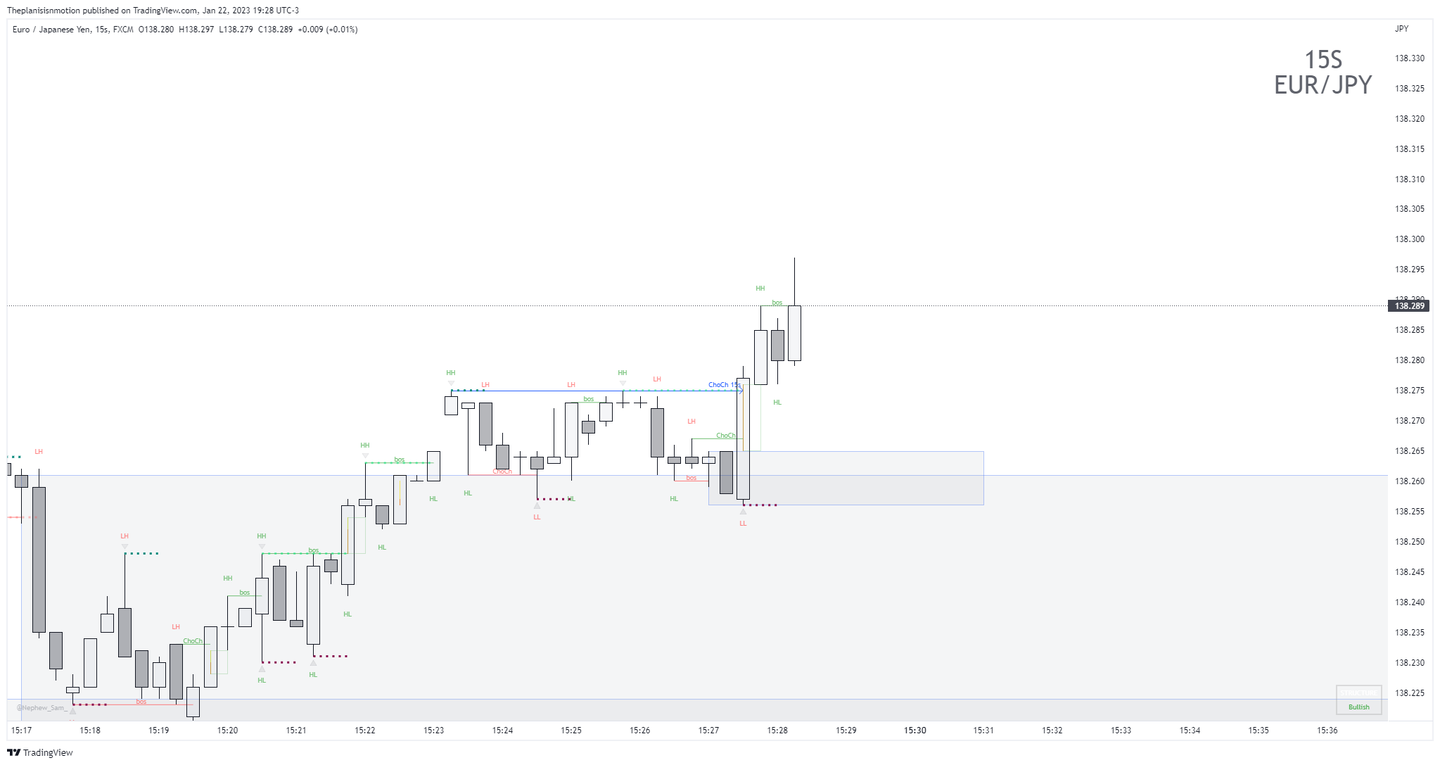 Theplanisinmotion published on TradingView.com, Jan 22, 2023 19:28 UTC-3
Euro / Japanese Yen, 15s, FXCM O138.280 H138.297 L138.279 C138.289 +0.009 (+0.01%)
JPY
15S
EUR/JPY
138.330
138.325
138.320
138.315
138.310
138.305
138.300
138.295
HH
bos
138.290
138.289
138.285
138.280
HH
LH
LH
HH
LH
ChoCh 15s
138.275
bos
HL
138.270
LH
ChoCh
HH
LH
bos
138.265
ChoCh
bos
138.260
HL
HL
HL
HL
LL
LL
138.255
LH
HH
HL
138.250
bos
138.245
HH
bos
138.240
LH
HL
ChoCh
138.235
138.230
HL
HL
138.225
bos
@Nephew_Sam_
Bullish
15:17 15:18 15:19 15:20 15:21 15:22 15:23 15:24 15:25 15:26 15:27 15:28 15:29 15:30 15:31 15:32 15:33 15:34 15:35 15:36
TradingView